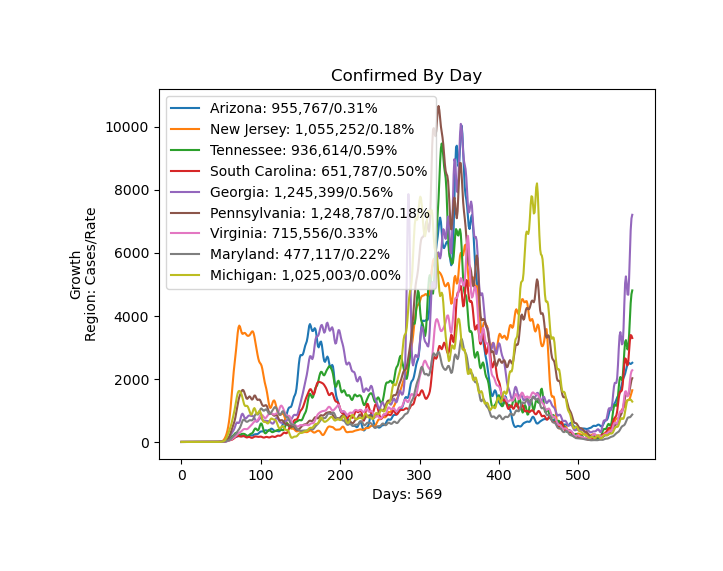 Confirmed By Day
Growth
Region: Cases/Rate
10000
8000
6000
4000
2000
0
Arizona: 955,767/0.31%
New Jersey: 1,055,252/0.18%
Tennessee: 936,614/0.59%
South Carolina: 651,787/0.50%
Georgia: 1,245,399/0.56%
Pennsylvania: 1,248,787/0.18%
Virginia: 715,556/0.33%
Maryland: 477,117/0.22%
Michigan: 1,025,003/0.00%
0 100 200 300 400 500
Days: 569